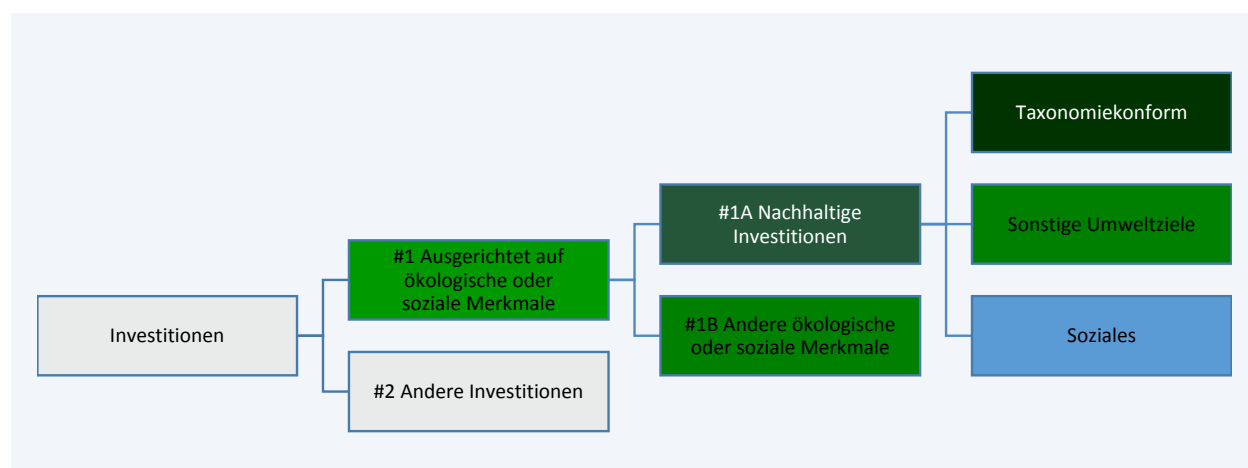 Investitionen
#1 Ausgerichtet auf
ökologische oder
soziale Merkmale
#2 Andere Investitionen
#1A Nachhaltige
Investitionen
#1B Andere ökologische
oder soziale Merkmale
Taxonomiekonform
Sonstige Umweltziele
Soziales